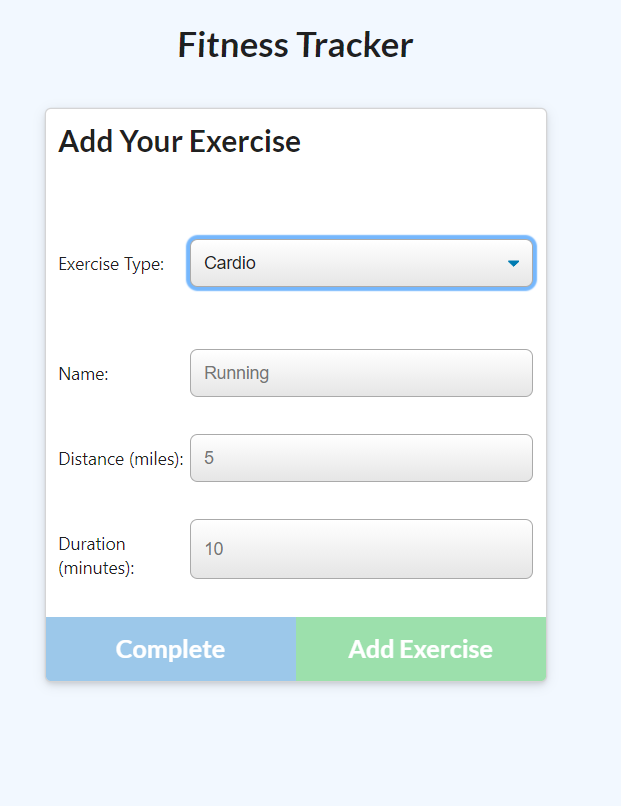 Fitness Tracker
Add Your Exercise
Exercise Type: Cardio
Name: Running
Distance (miles): 5
Duration
(minutes): 10
Complete Add Exercise